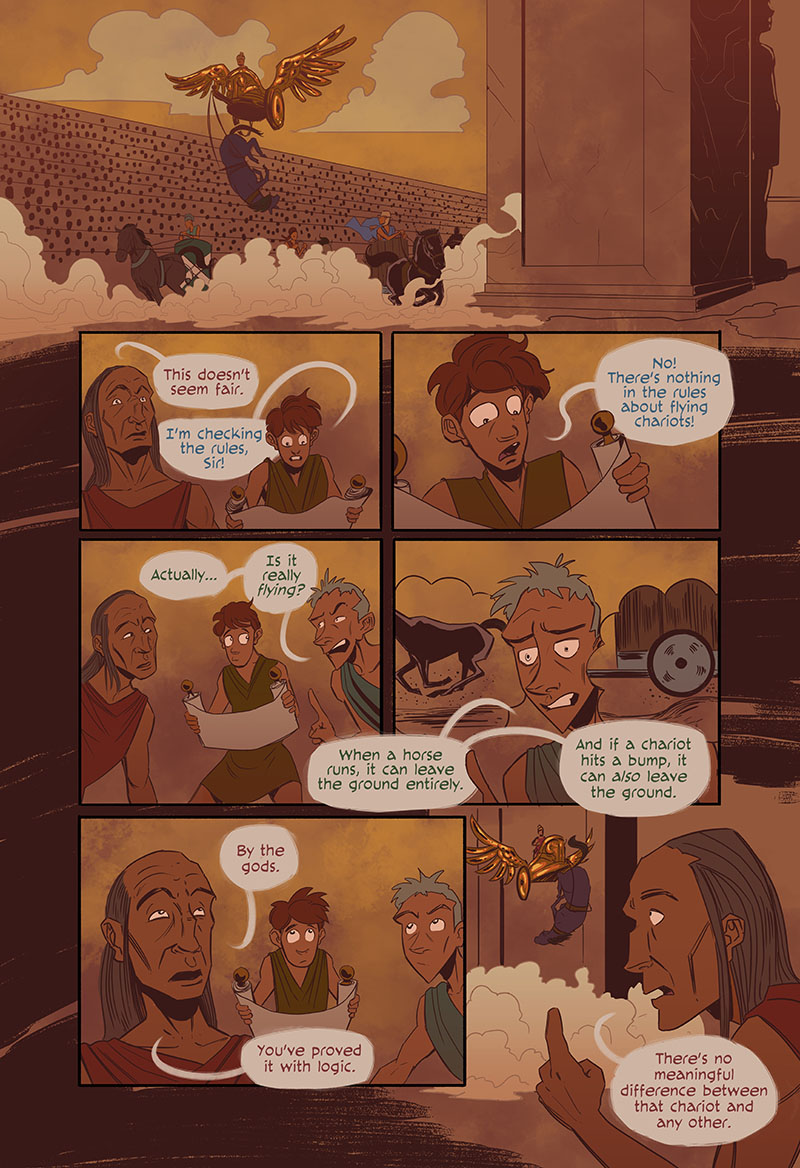 This doesn't
seem fair.
I'm checking
the rules,
Sir!
No!
There's nothing
in the rules
about flying
chariots!
Actually...
Is it
really
flying?
When a horse
runs, it can leave
the ground entirely.
And if a chariot
hits a bump, it
can also leave
the ground.
By the
gods.
You've proved
it with logic.
There's no
meaningful
difference between
that chariot and
any other.